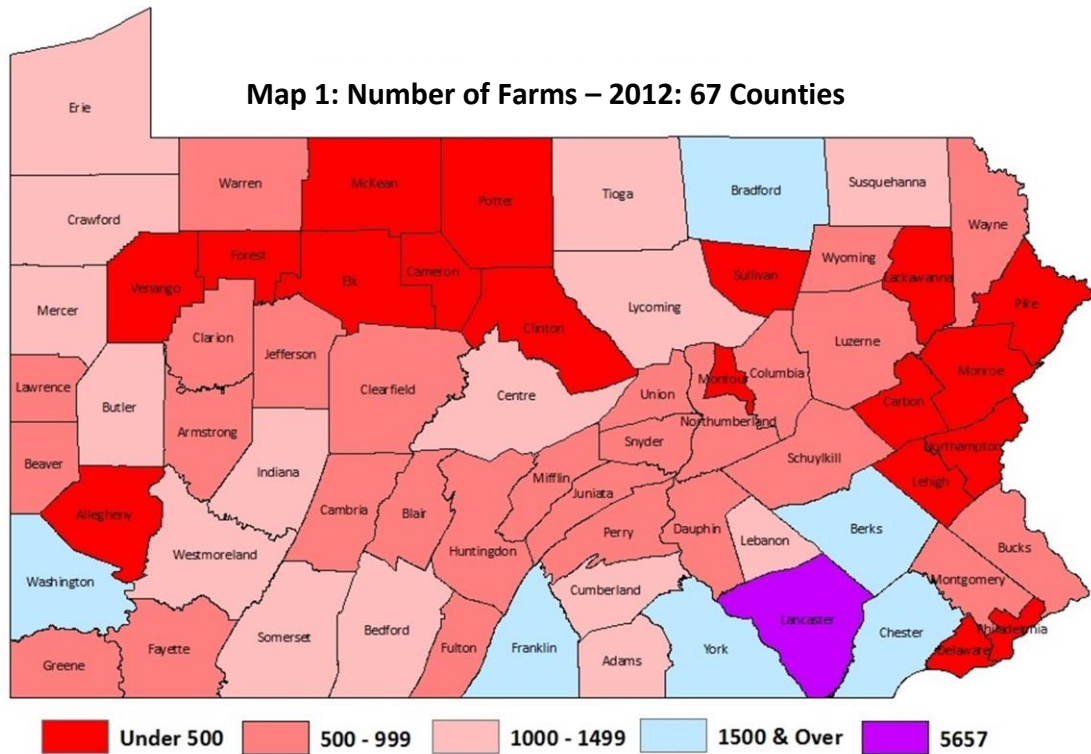 Map 1: Number of Farms – 2012: 67 Counties
Erie
Warren
McKean
Potter
Tioga
Bradford
Susquehanna
Wayne
Crawford
Forest
Elk
Cameron
Venango
Clinton
Lycoming
Sullivan
Wyoming
Lackawanna
Pike
Mercer
Clarion
Jefferson
Clearfield
Centre
Luzerne
Monroe
Lawrence
Butler
Armstrong
Union
Montour
Columbia
Carbon
Northumberland
Northampton
Beaver
Indiana
Snyder
Schuylkill
Lehigh
Allegheny
Cambria
Blair
Mifflin
Juniata
Perry
Dauphin
Lebanon
Berks
Bucks
Westmoreland
Huntingdon
Washington
Cumberland
Montgomery
Lancaster
Philadelphia
Somerset
Bedford
Fulton
Franklin
Adams
York
Chester
Delaware
Greene
Fayette
Under 500
500 - 999
1000 - 1499
1500 & Over
5657